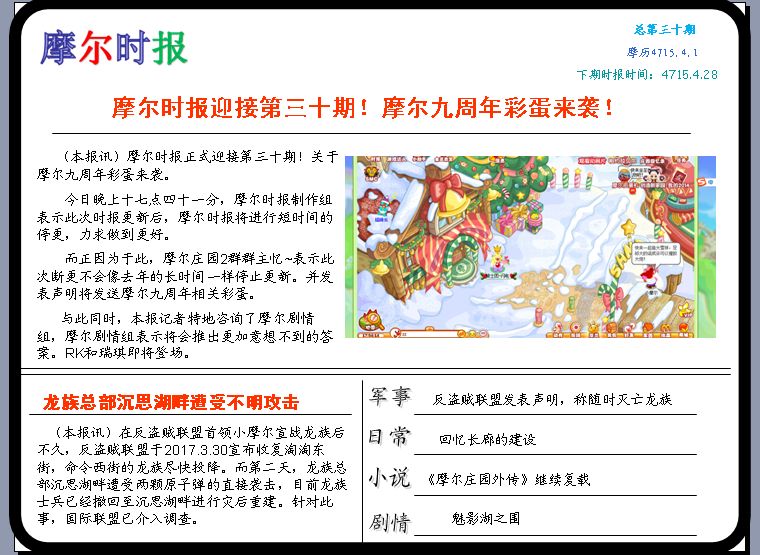 摩尔时报
总第三十期
摩历4715.4.1
下期时报时间：4715.4.28
摩尔时报迎接第三十期！摩尔九周年彩蛋来袭！
（本报讯）摩尔时报正式迎接第三十期！关于
摩尔九周年彩蛋来袭。
今日晚上十七点四十一分，摩尔时报制作组
表示此次时报更新后，摩尔时报将进行短时间的
停更，力求做到更好。
而正因为于此，摩尔庄园2群群主忆~表示此
次断更不会像去年的长时间一样停止更新。并发
表声明将发送摩尔九周年相关彩蛋。
与此同时，本报记者特地咨询了摩尔剧情
组，摩尔剧情组表示将会推出更加意想不到的答
案。RK和瑞琪即将登场。
龙族总部沉思湖畔遭受不明攻击
（本报讯）在反盗贼联盟首领小摩尔宣战龙族后
不久，反盗贼联盟于2017.3.30宣布收复淘淘东
街，命令西街的龙族尽快投降。而第二天，龙族总
部沉思湖畔遭受两颗原子弹的直接袭击，目前龙族
士兵已经撤回至沉思湖畔进行灾后重建。针对此
事，国际联盟已介入调查。
军事 反盗贼联盟发表声明，称随时灭亡龙族
日常 回忆长廊的建设
小说 《摩尔庄园外传》继续复载
剧情 魅影湖之围